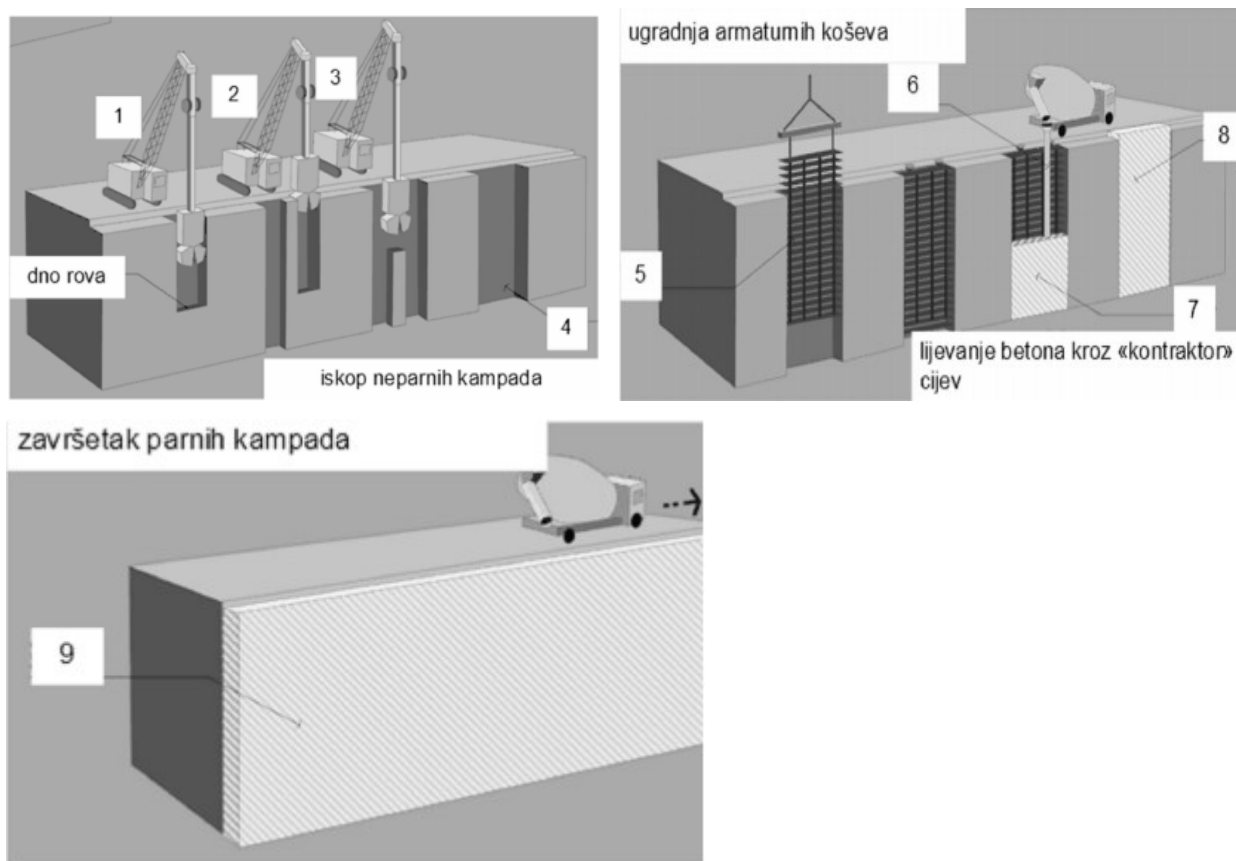 1
2
3
dno rova
4
iskop neparnih kampada
ugradnja armaturnih koševa
6
8
5
7
lijevanje betona kroz «kontraktor»
cijev
završetak parnih kampada
9